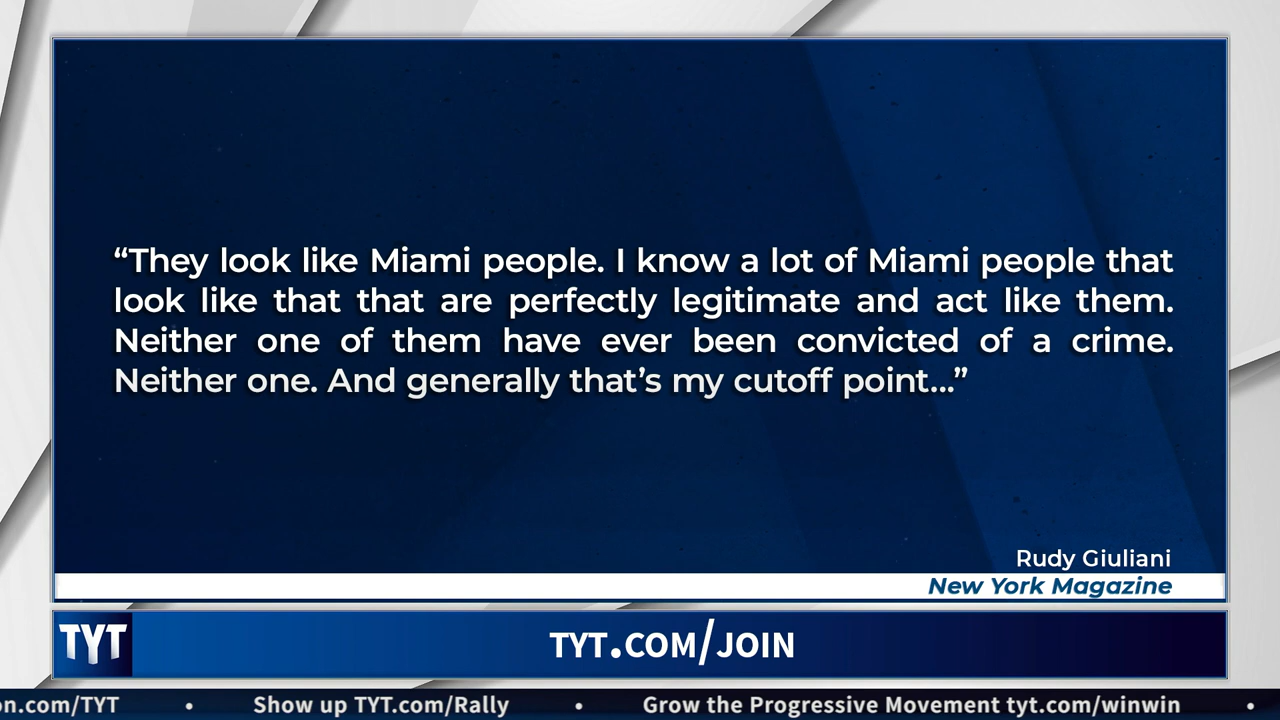 “They look like Miami people. I know a lot of Miami people that
look like that that are perfectly legitimate and act like them.
Neither one of them have ever been convicted of a crime.
Neither one. And generally that’s my cutoff point...”
Rudy Giuliani
New York Magazine
TYT
TYT.COM/JOIN
n.com/TYT • Show up TYT.com/Rally • Grow the Progressive Movement tyt.com/winwin •